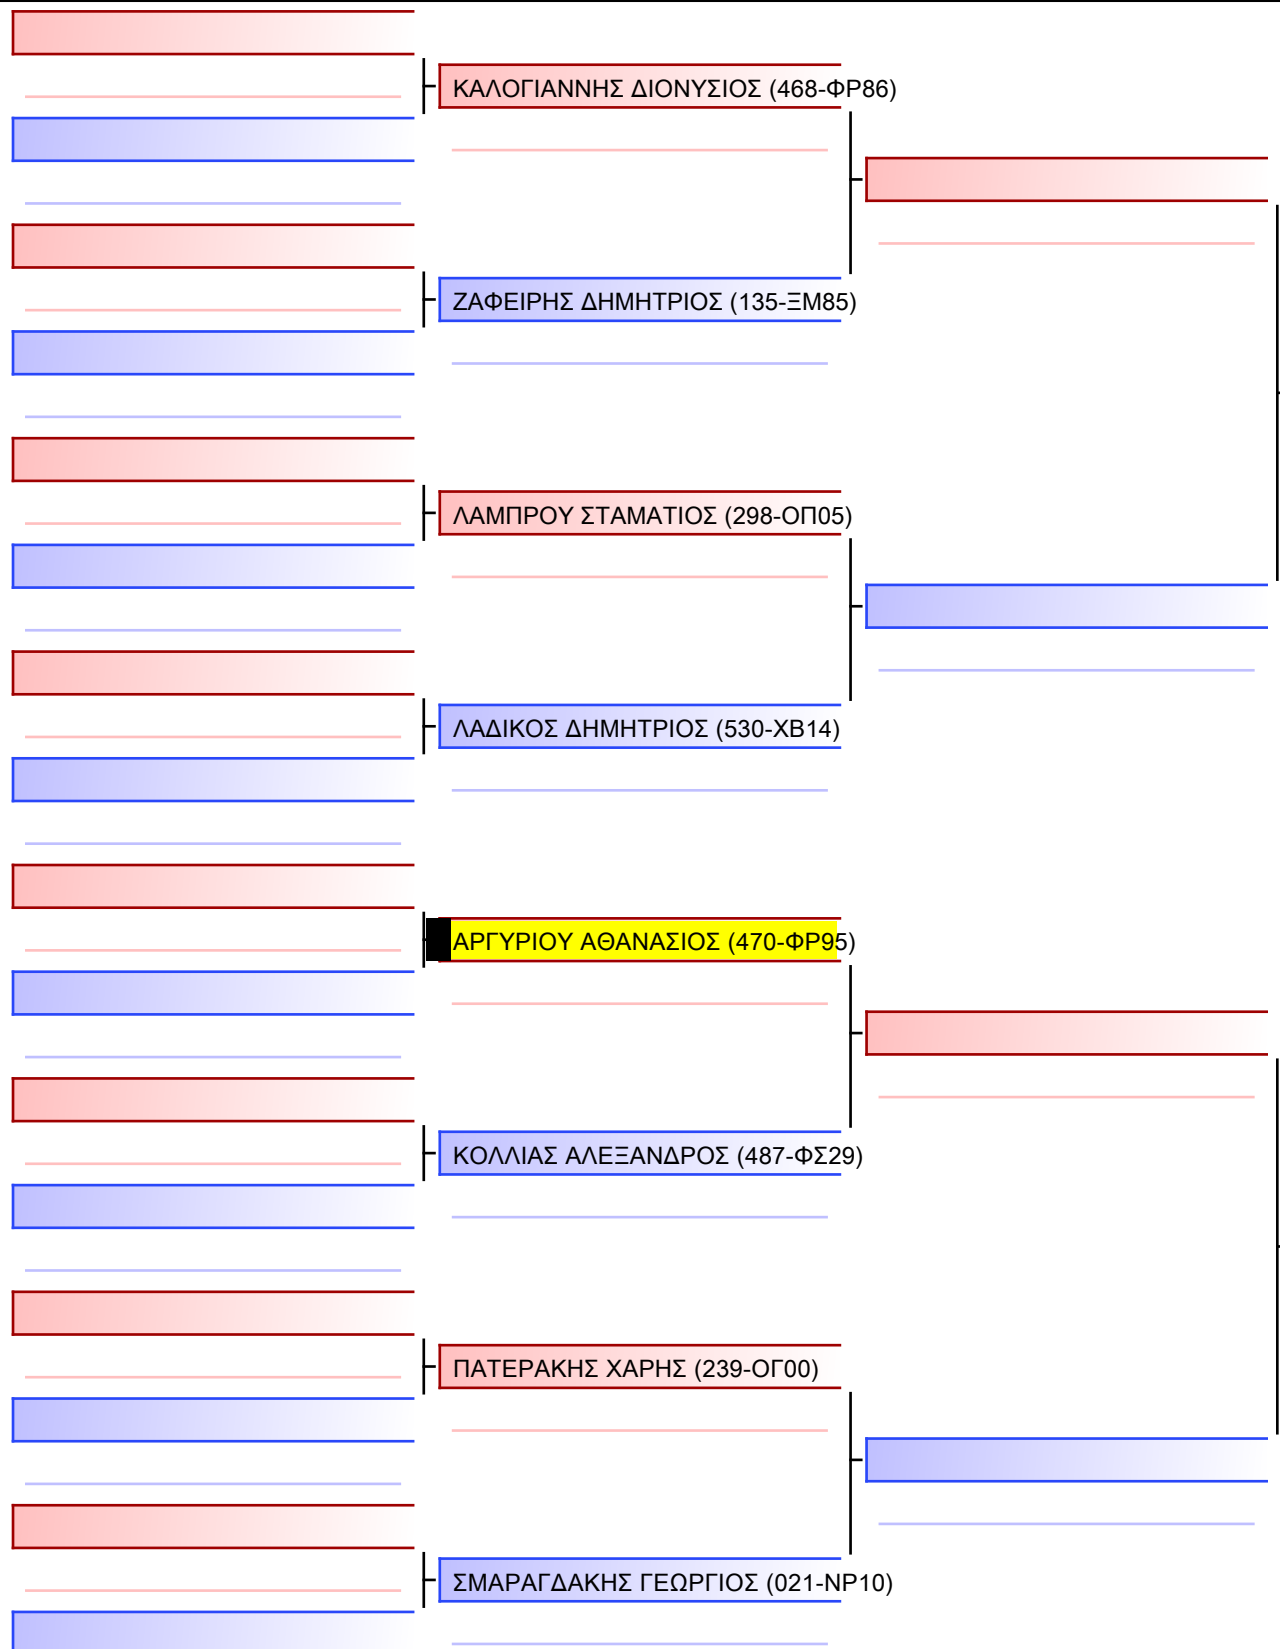 ΚΑΛΟΓΙΑΝΝΗΣ ΔΙΟΝΥΣΙΟΣ (468-ΦΡ86)
ΖΑΦΕΙΡΗΣ ΔΗΜΗΤΡΙΟΣ (135-ΞΜ85)
ΛΑΜΠΡΟΥ ΣΤΑΜΑΤΙΟΣ (298-ΟΠ05)
ΛΑΔΙΚΟΣ ΔΗΜΗΤΡΙΟΣ (530-ΧΒ14)
ΑΡΓΥΡΙΟΥ ΑΘΑΝΑΣΙΟΣ (470-ΦΡ95)
ΚΟΛΛΙΑΣ ΑΛΕΞΑΝΔΡΟΣ (487-ΦΣ29)
ΠΑΤΕΡΑΚΗΣ ΧΑΡΗΣ (239-ΟΓ00)
ΣΜΑΡΑΓΔΑΚΗΣ ΓΕΩΡΓΙΟΣ (021-ΝΡ10)